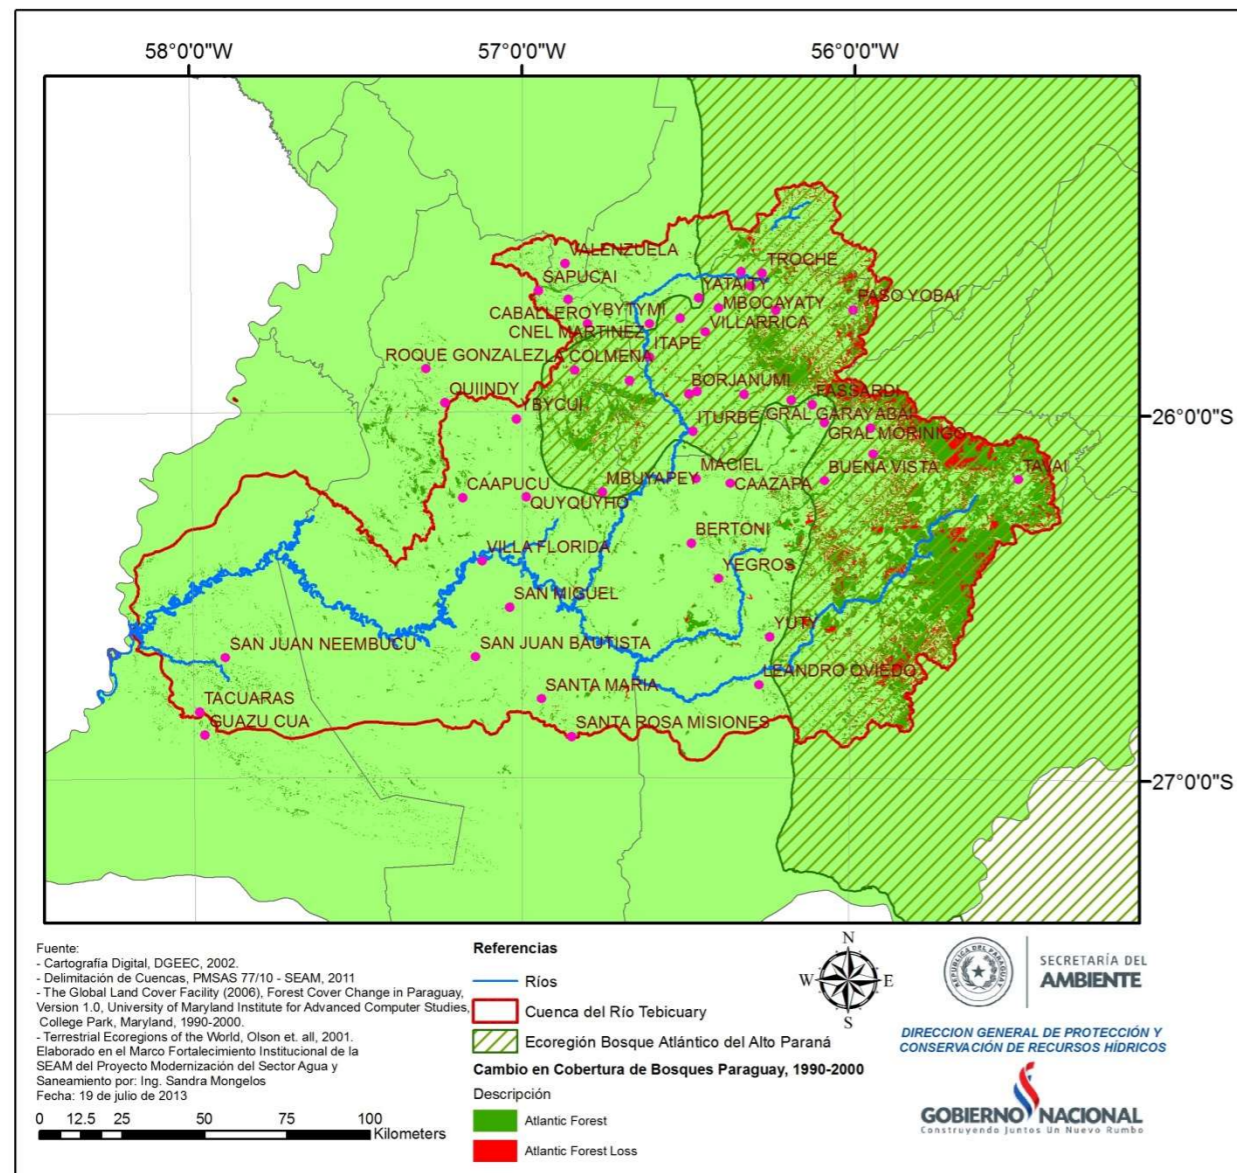 58°0'0"W 57°0'0"W 56°0'0"W
VALENZUELA
TROCHE
SAPUCAI
YATAITY
PASO YOBAI
CABALLERO YBYTYMI
MBOCAYATY
CNEL MARTINEZ
VILLARRICA
ITAPE
ROQUE GONZALEZ LA COLMENA
BORJA NUMI
FASSARDI
QUIINDY
YBYCUI
ITURBE
GRAL GARAY ABAI
26°0'0"S
GRAL MORINIGO
MACIEL
BUENA VISTA
TAVAI
CAAPUCU
MBUYAPEY
CAAZAPA
QUYQUYHO
BERTONI
VILLA FLORIDA
YEGROS
SAN MIGUEL
YUTY
SAN JUAN NEEMBUCU
SAN JUAN BAUTISTA
LEANDRO OVIEDO
SANTA MARIA
TACUARAS
GUAZU CUA
SANTA ROSA MISIONES
27°0'0"S
Fuente:
- Cartografía Digital, DGEEC, 2002.
- Delimitación de Cuencas, PMSAS 77/10 - SEAM, 2011
- The Global Land Cover Facility (2006), Forest Cover Change in Paraguay,
Version 1.0, University of Maryland Institute for Advanced Computer Studies,
College Park, Maryland, 1990-2000.
- Terrestrial Ecoregions of the World, Olson et. all, 2001.
Elaborado en el Marco Fortalecimiento Institucional de la
SEAM del Proyecto Modernización del Sector Agua y
Saneamiento por: Ing. Sandra Mongelos
Fecha: 19 de julio de 2013
0 12.5 25 50 75 100
Kilometers
Referencias
Ríos
Cuenca del Río Tebicuary
Ecoregión Bosque Atlántico del Alto Paraná
Cambio en Cobertura de Bosques Paraguay, 1990-2000
Descripción
Atlantic Forest
Atlantic Forest Loss
N
W E
S
REPUBLICA DEL PARAGUAY
SECRETARÍA DEL
AMBIENTE
DIRECCION GENERAL DE PROTECCIÓN Y
CONSERVACIÓN DE RECURSOS HÍDRICOS
GOBIERNO NACIONAL
Construyendo Juntos Un Nuevo Rumbo